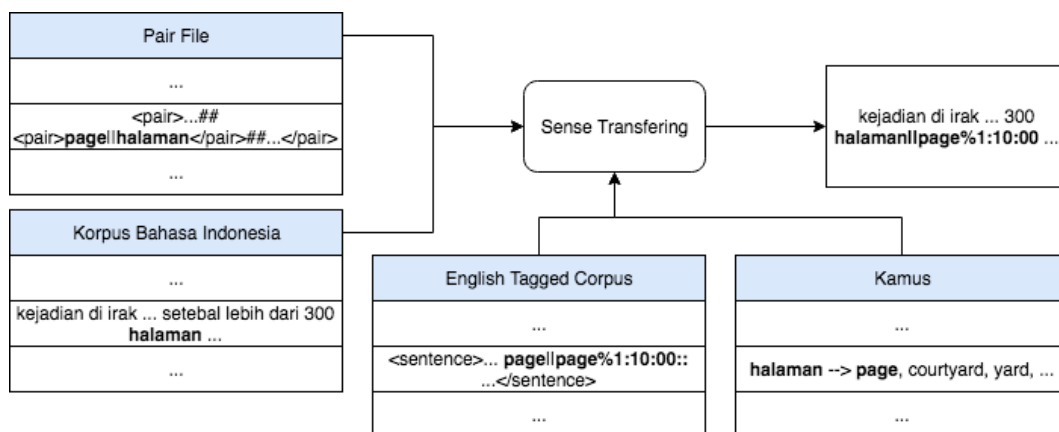 Pair File
...
<pair>...##
<pair>page||halaman</pair>##...</pair>
...
Korpus Bahasa Indonesia
...
kejadian di irak ... setebal lebih dari 300
halaman ...
...
Sense Transfering
kejadian di irak ... 300
halaman||page%1:10:00 ...
English Tagged Corpus
...
<sentence>... page||page%1:10:00::
...</sentence>
...
Kamus
...
halaman --> page, courtyard, yard, ...
...